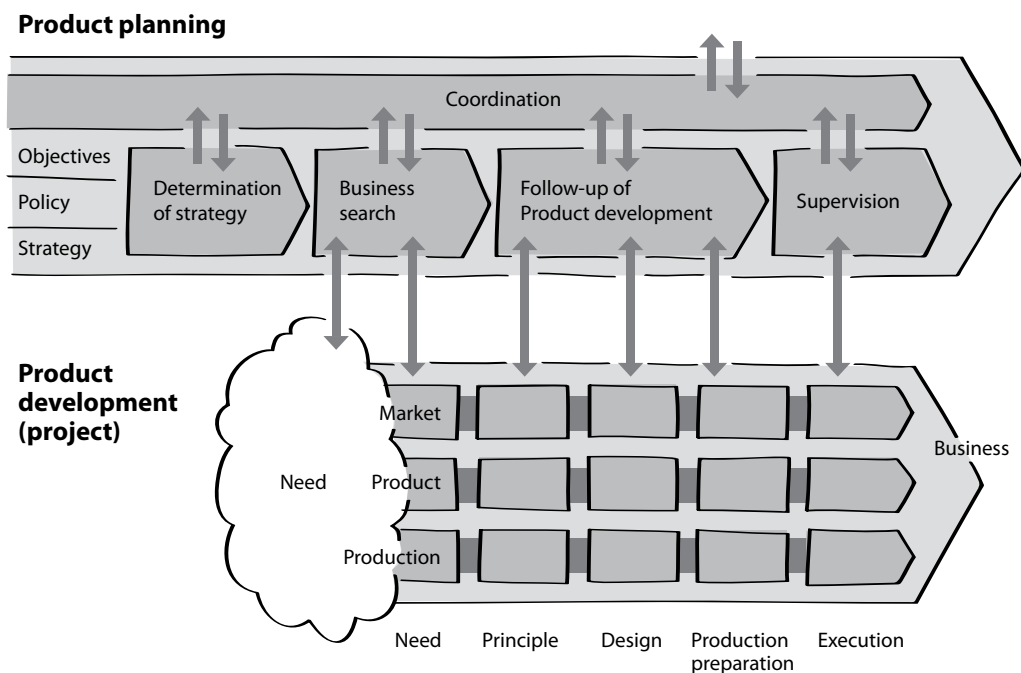 Product planning
Coordination
Objectives
Policy
Strategy
Determination
of strategy
Business
search
Follow-up of
Product development
Supervision
Product
development
(project)
Need
Market
Product
Production
Business
Need
Principle
Design
Production
preparation
Execution